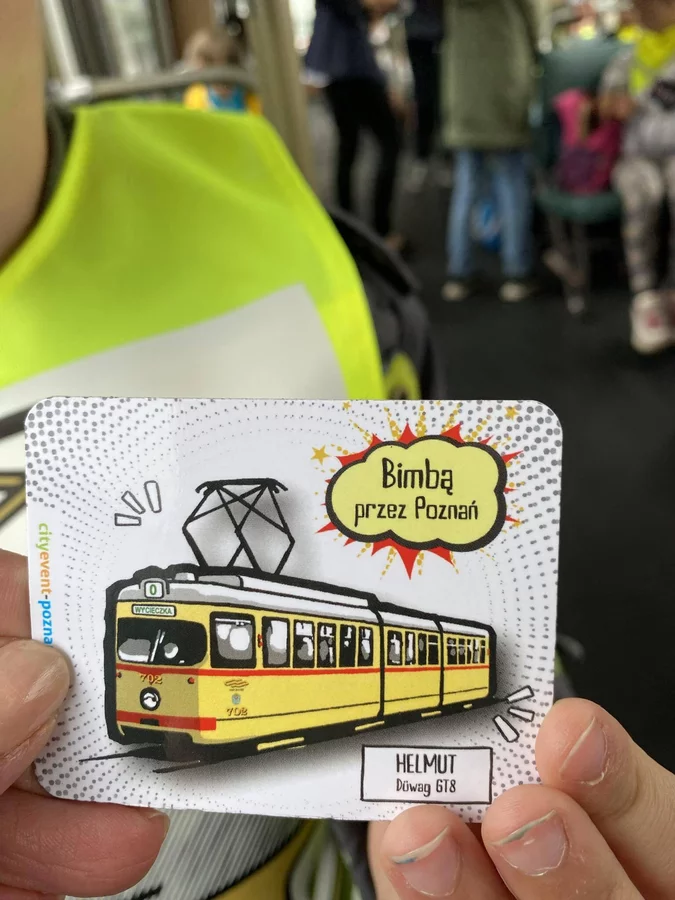 Bimbą
przez Poznań
cityevent-pozna
0
WYCIECZKA
702
702
HELMUT
Düwag GT8